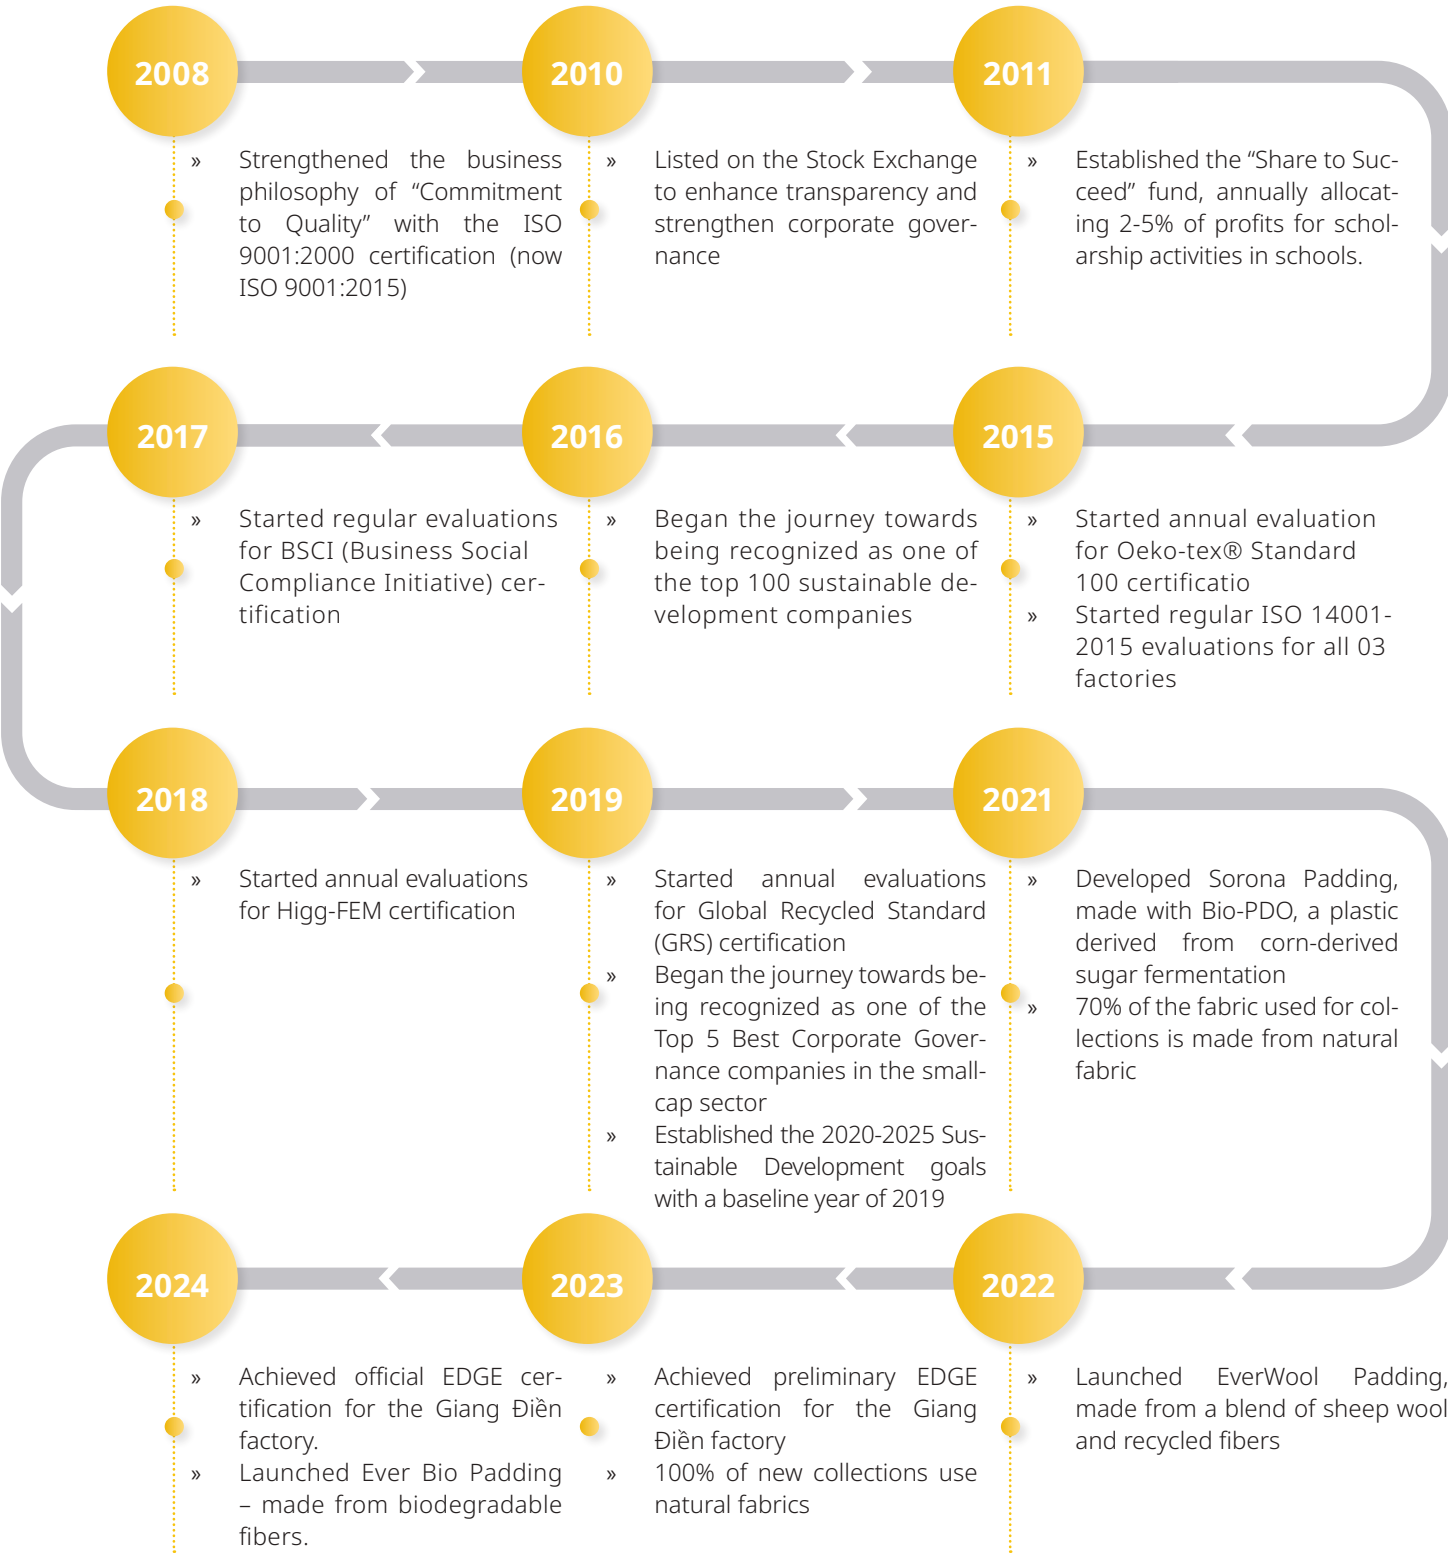 2008
» Strengthened the business
philosophy of “Commitment
to Quality” with the ISO
9001:2000 certification (now
ISO 9001:2015)
2010
» Listed on the Stock Exchange
to enhance transparency and
strengthen corporate gover-
nance
2011
» Established the “Share to Suc-
ceed” fund, annually allocat-
ing 2-5% of profits for schol-
arship activities in schools.
2015
» Started annual evaluation
for Oeko-tex® Standard
100 certificatio
» Started regular ISO 14001-
2015 evaluations for all 03
factories
2016
» Began the journey towards
being recognized as one of
the top 100 sustainable de-
velopment companies
2017
» Started regular evaluations
for BSCI (Business Social
Compliance Initiative) cer-
tification
2018
» Started annual evaluations
for Higg-FEM certification
2019
» Started annual evaluations
for Global Recycled Standard
(GRS) certification
» Began the journey towards be-
ing recognized as one of the
Top 5 Best Corporate Gover-
nance companies in the small-
cap sector
» Established the 2020-2025 Sus-
tainable Development goals
with a baseline year of 2019
2021
» Developed Sorona Padding,
made with Bio-PDO, a plastic
derived from corn-derived
sugar fermentation
» 70% of the fabric used for col-
lections is made from natural
fabric
2022
» Launched EverWool Padding,
made from a blend of sheep wool
and recycled fibers
2023
» Achieved preliminary EDGE
certification for the Giang
Điền factory
» 100% of new collections use
natural fabrics
2024
» Achieved official EDGE cer-
tification for the Giang Điền
factory.
» Launched Ever Bio Padding
– made from biodegradable
fibers.